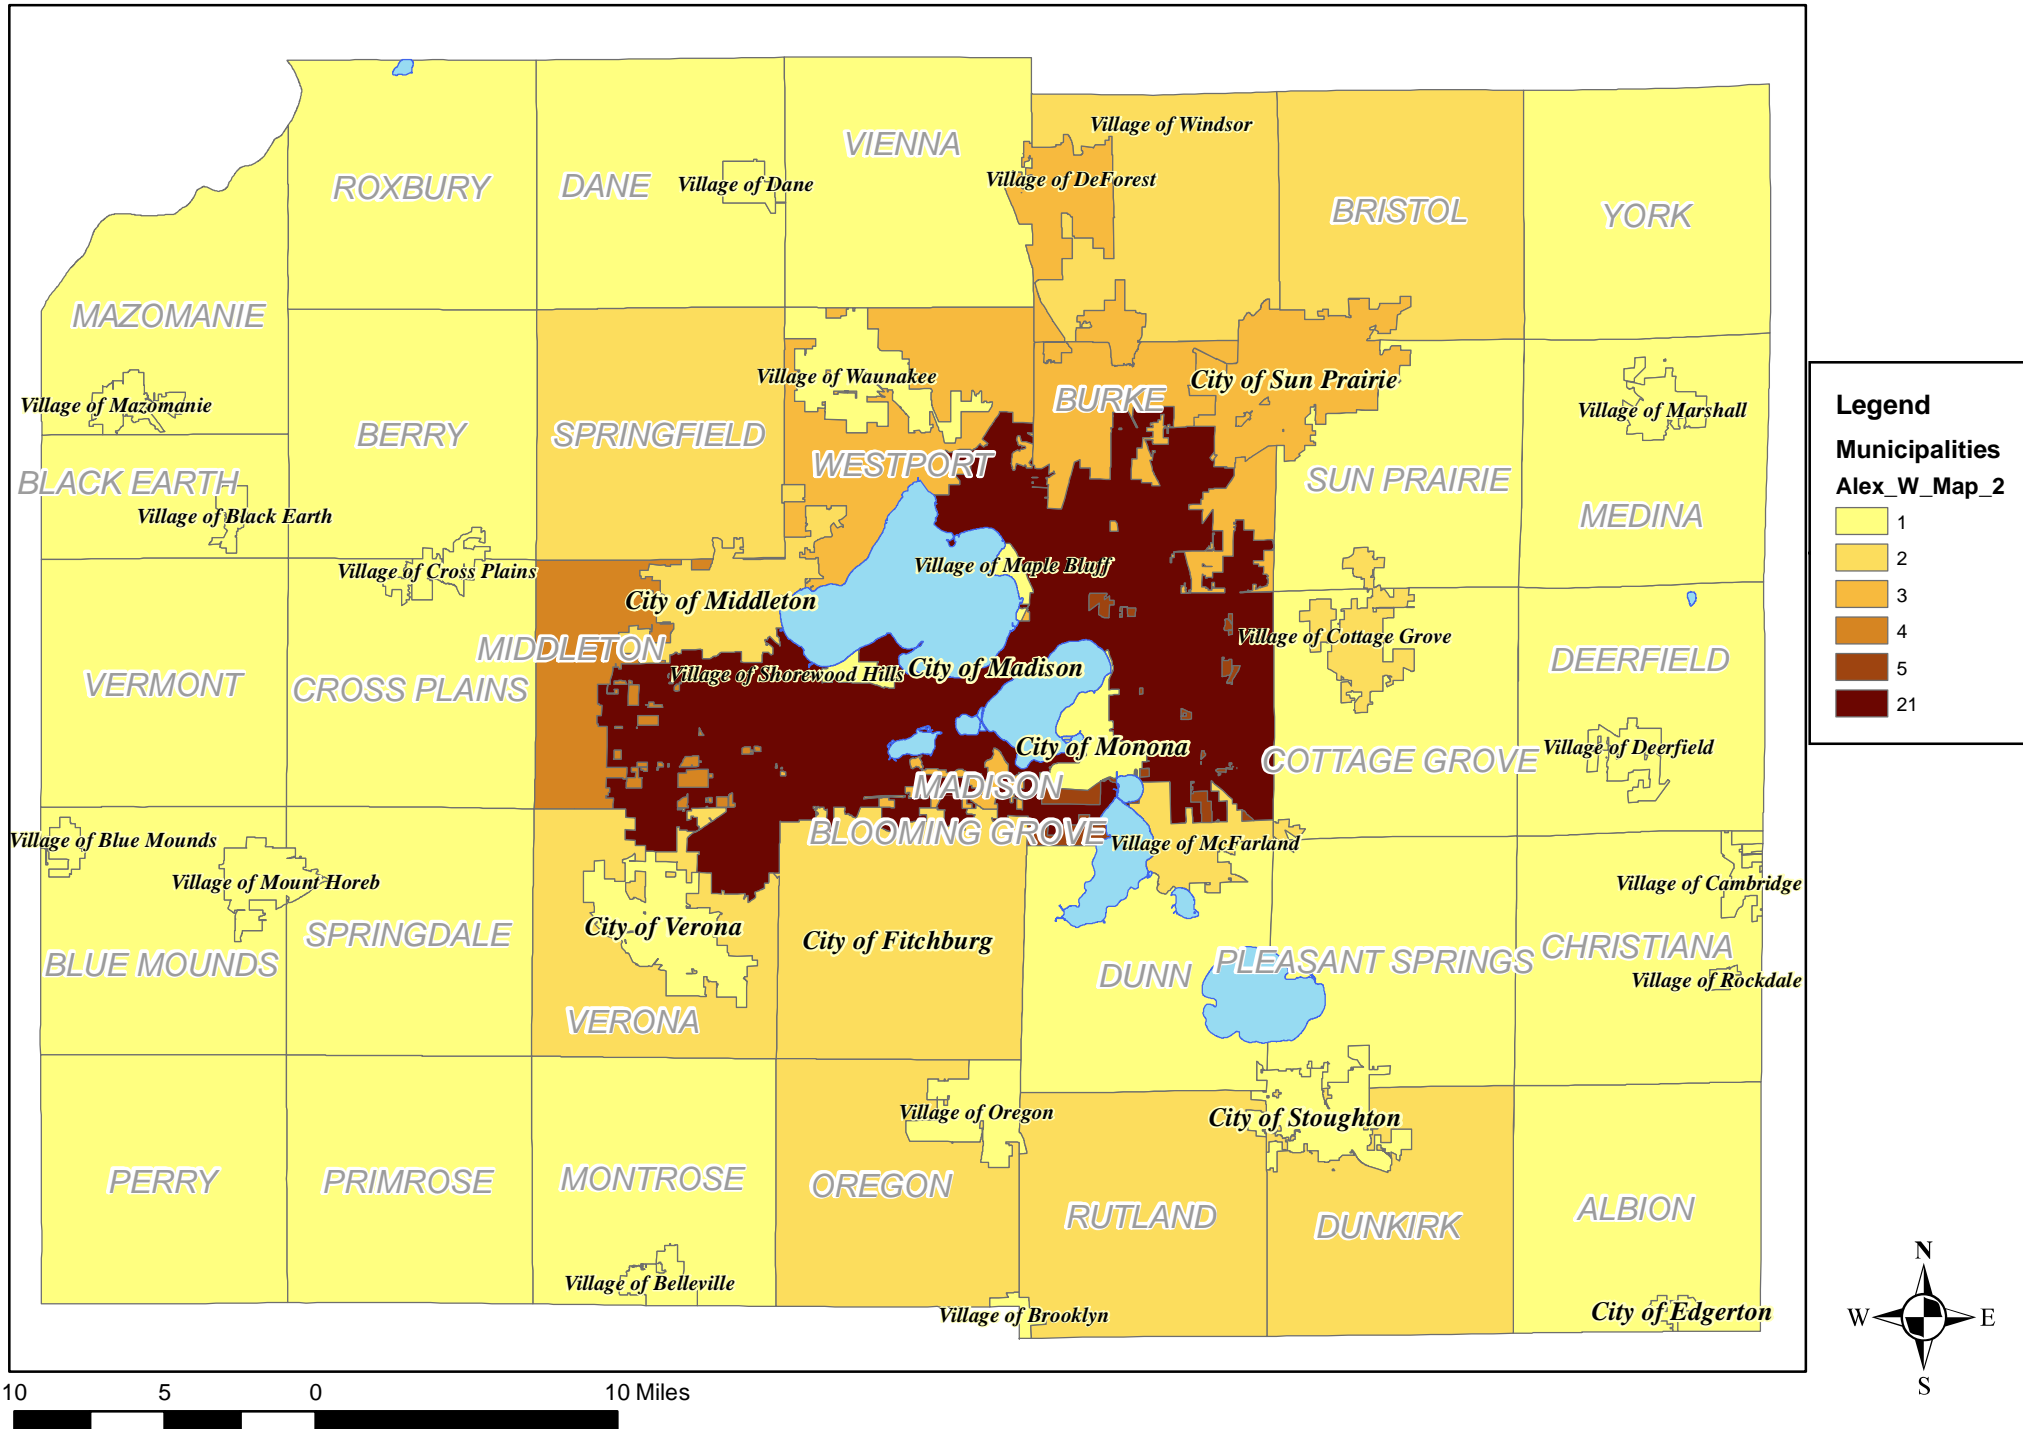 Village of Windsor
VIENNA
Village of DeForest
ROXBURY
DANE
Village of Dane
BRISTOL
YORK
MAZOMANIE
Village of Waunakee
City of Sun Prairie
BURKE
Village of Mazomanie
Village of Marshall
BERRY
SPRINGFIELD
WESTPORT
BLACK EARTH
SUN PRAIRIE
Village of Black Earth
MEDINA
Village of Cross Plains
Village of Maple Bluff
City of Middleton
Village of Cottage Grove
MIDDLETON
DEERFIELD
Village of Shorewood Hills
City of Madison
VERMONT
CROSS PLAINS
City of Monona
Village of Deerfield
COTTAGE GROVE
MADISON
BLOOMING GROVE
Village of Blue Mounds
Village of McFarland
Village of Mount Horeb
Village of Cambridge
City of Verona
City of Fitchburg
SPRINGDALE
CHRISTIANA
BLUE MOUNDS
PLEASANT SPRINGS
DUNN
Village of Rockdale
VERONA
Village of Oregon
City of Stoughton
PERRY
PRIMROSE
MONTROSE
OREGON
RUTLAND
DUNKIRK
ALBION
Village of Belleville
Village of Brooklyn
City of Edgerton
Legend
Municipalities
Alex_W_Map_2
1
2
3
4
5
21
N
W E
S
10 5 0 10 Miles